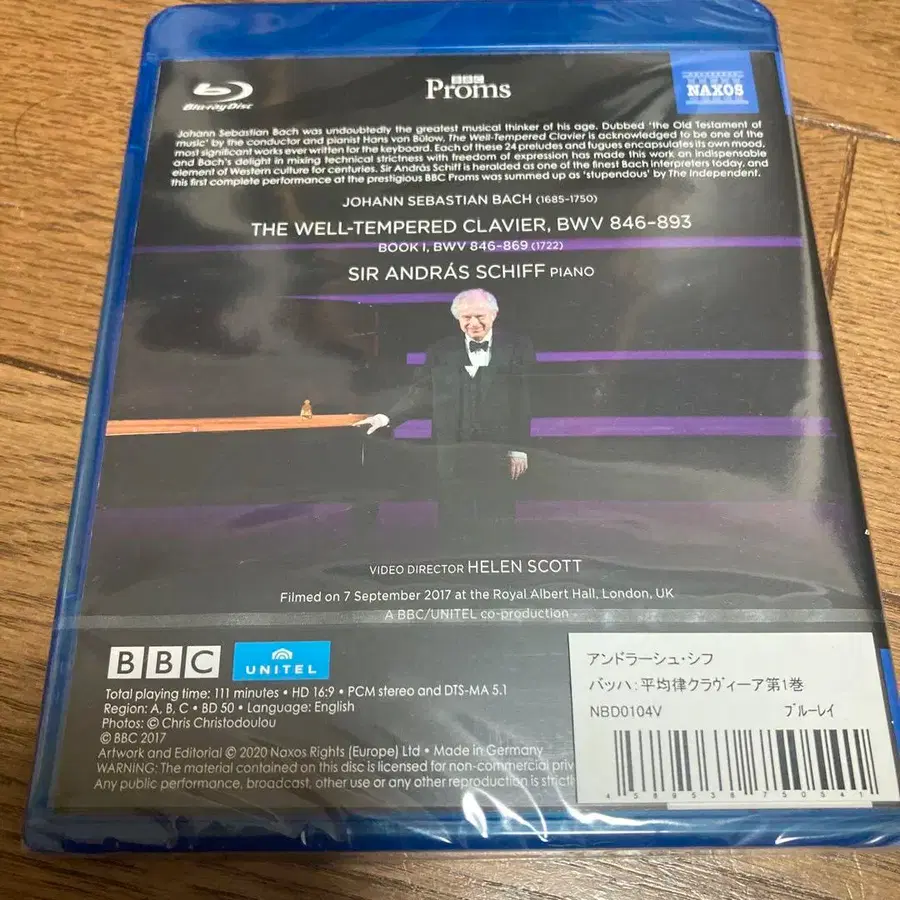 Blu-ray Disc
BBC
Proms
NAXOS
Johann Sebastian Bach was undoubtedly the greatest musical thinker of his age. Dubbed ‘the Old Testament of
music’ by the conductor and pianist Hans von Bülow, The Well-Tempered Clavier is acknowledged to be one of the
most significant works ever written for the keyboard. Each of these 24 preludes and fugues encapsulates its own mood,
and Bach’s delight in mixing technical strictness with freedom of expression has made this work an indispensable
element of Western culture for centuries. Sir András Schiff is heralded as one of the finest Bach interpreters today, and
this first complete performance at the prestigious BBC Proms was summed up as ‘stupendous’ by The Independent.
JOHANN SEBASTIAN BACH (1685-1750)
THE WELL-TEMPERED CLAVIER, BWV 846-893
BOOK I, BWV 846-869 (1722)
SIR ANDRÁS SCHIFF PIANO
VIDEO DIRECTOR HELEN SCOTT
Filmed on 7 September 2017 at the Royal Albert Hall, London, UK
A BBC/UNITEL co-production
BBC
UNITEL
Total playing time: 111 minutes • HD 16:9 • PCM stereo and DTS-MA 5.1
Region: A, B, C • BD 50 • Language: English
Photos: © Chris Christodoulou
© BBC 2017
Artwork and Editorial © 2020 Naxos Rights (Europe) Ltd • Made in Germany
WARNING: The material contained on this disc is licensed for non-commercial priv
Any public performance, broadcast, other use or any other reproduction is strictl
アンドラーシュ・シフ
バッハ:平均律クラヴィーア第1巻
NBD0104V ブルーレイ
4589538750541